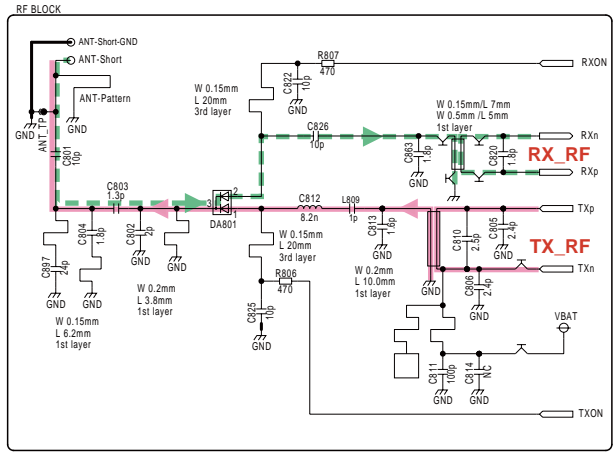 RF BLOCK
ANT-Short-GND
ANT-Short
ANT-Pattern
GND
GND
ANT_TP
C801
10p
C803
1.3p
C804
1.8p
C802
2p
C897
24p
GND
GND
GND
GND
W 0.15mm
L 6.2mm
1st layer
W 0.2mm
L 3.8mm
1st layer
3
2
1
DA801
W 0.15mm
L 20mm
3rd layer
C822
10p
GND
R807
470
RXON
C826
10p
C863
1.8p
GND
W 0.15mm/L 7mm
W 0.5mm /L 5mm
1st layer
GND
C820
1.8p
GND
RXn
RX_RF
RXp
C812
8.2n
L809
1p
W 0.15mm
L 20mm
3rd layer
R806
470
C825
10p
GND
C813
1.6p
GND
W 0.2mm
L 10.0mm
1st layer
GND
C810
2.5p
C805
2.4p
GND
TXp
TX_RF
TXn
C806
2.4p
GND
VBAT
C811
100p
GND
C814
NC
GND
GND
TXON